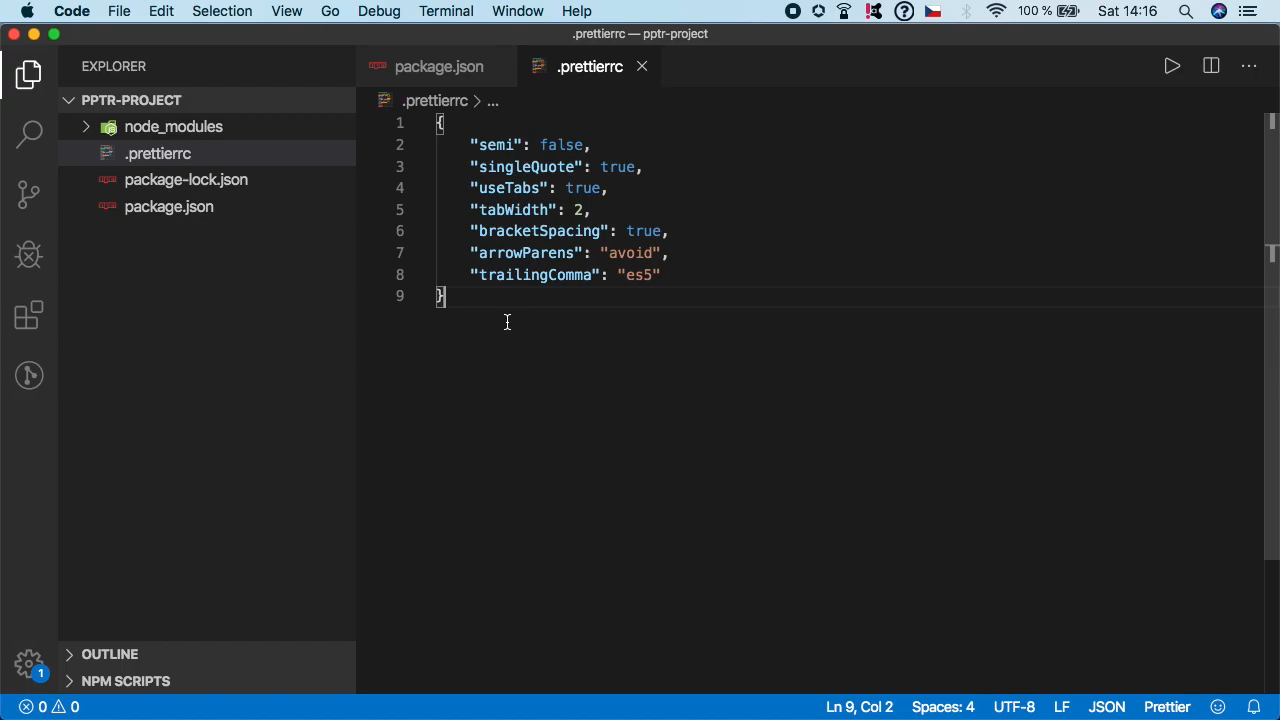 Code File Edit Selection View Go Debug Terminal Window Help 100 % Sat 14:16
.prettierrc — pptr-project
EXPLORER
package.json
.prettierrc
PPTR-PROJECT
.prettierrc > ...
node_modules
.prettierrc
package-lock.json
package.json
1 {
2 "semi": false,
3 "singleQuote": true,
4 "useTabs": true,
5 "tabWidth": 2,
6 "bracketSpacing": true,
7 "arrowParens": "avoid",
8 "trailingComma": "es5"
9 }
OUTLINE
NPM SCRIPTS
1
0 0 Ln 9, Col 2 Spaces: 4 UTF-8 LF JSON Prettier